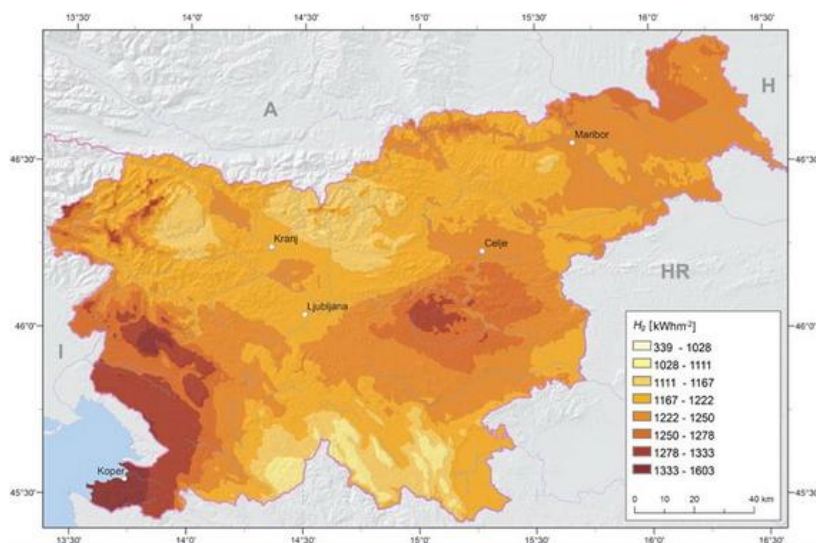 13°30' 14°0' 14°30' 15°0' 15°30' 16°0' 16°30'
A
H
Maribor
46°30' 46°30'
Kranj
Celje
HR
Ljubljana
46°0' 46°0'
I
H₀ [kWhm⁻²]
339 - 1028
1028 - 1111
1111 - 1167
1167 - 1222
1222 - 1250
1250 - 1278
1278 - 1333
1333 - 1603
Koper
45°30' 45°30'
0 20 40 km
13°30' 14°0' 14°30' 15°0' 15°30' 16°0' 16°30'